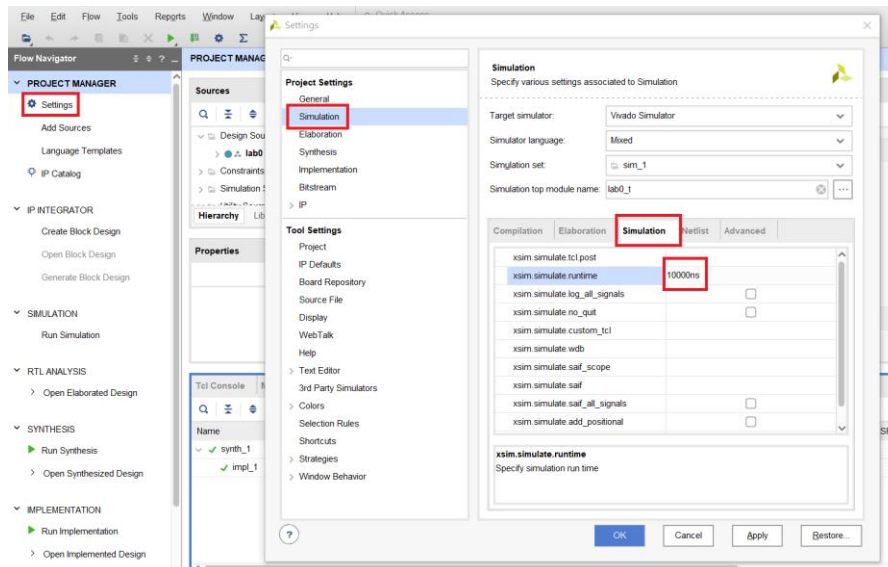 File Edit Flow Tools Reports Window
Flow Navigator
PROJECT MANAGER
Settings
Add Sources
Language Templates
IP Catalog
IP INTEGRATOR
Create Block Design
Open Block Design
Generate Block Design
SIMULATION
Run Simulation
RTL ANALYSIS
Open Elaborated Design
SYNTHESIS
Run Synthesis
Open Synthesized Design
IMPLEMENTATION
Run Implementation
Open Implemented Design
PROJECT MANAG
Sources
Design Sou
lab0
Constraints
Simulation S
Hierarchy Lib
Properties
Tcl Console
Name
synth_1
impl_1
Settings
Q-
Project Settings
General
Simulation
Elaboration
Synthesis
Implementation
Bitstream
IP
Tool Settings
Project
IP Defaults
Board Repository
Source File
Display
WebTalk
Help
Text Editor
3rd Party Simulators
Colors
Selection Rules
Shortcuts
Strategies
Window Behavior
Simulation
Specify various settings associated to Simulation
Target simulator: Vivado Simulator
Simulator language: Mixed
Simulation set: sim_1
Simulation top module name: lab0_t
Compilation Elaboration Simulation Netlist Advanced
xsim.simulate.tcl.post
xsim.simulate.runtime 10000ns
xsim.simulate.log_all_signals
xsim.simulate.no_quit
xsim.simulate.custom_tcl
xsim.simulate.wdb
xsim.simulate.saif_scope
xsim.simulate.saif
xsim.simulate.saif_all_signals
xsim.simulate.add_positional
xsim.simulate.runtime
Specify simulation run time
? OK Cancel Apply Restore...